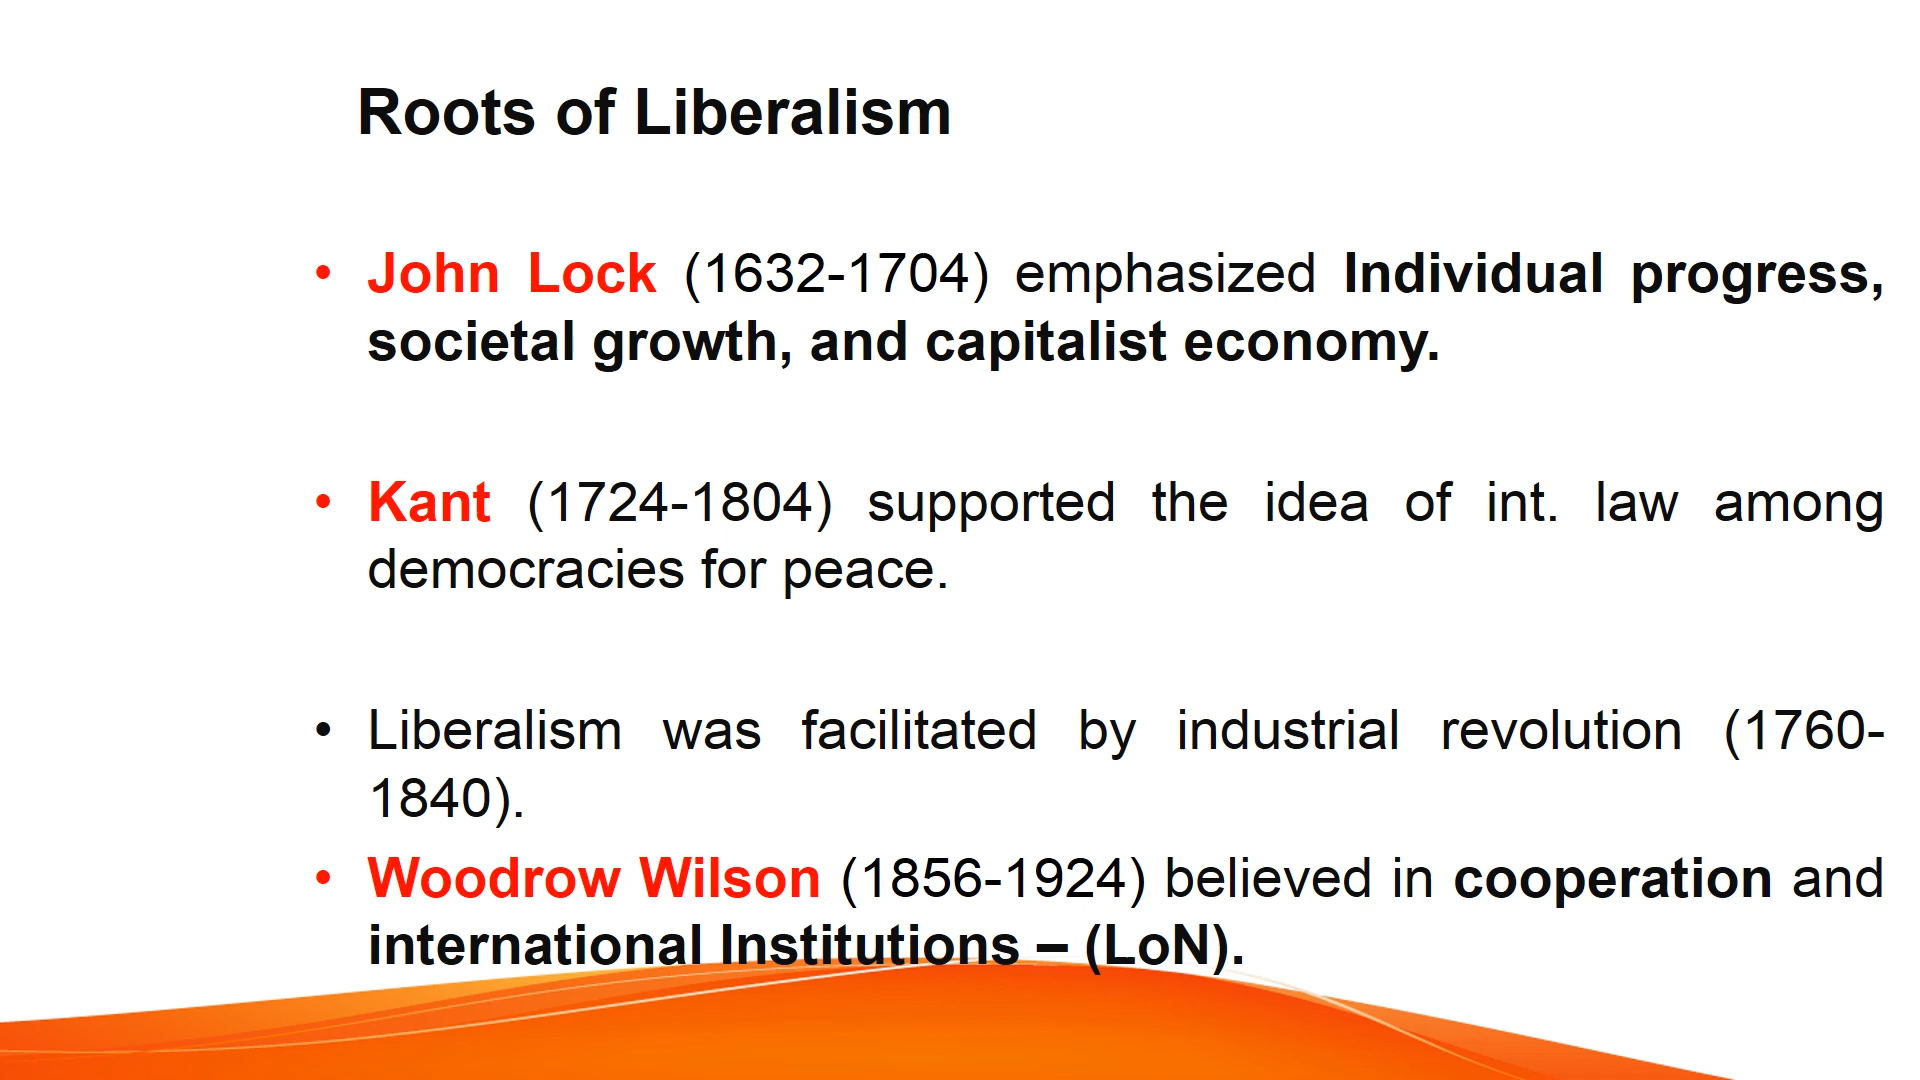 Roots of Liberalism
• John Lock (1632-1704) emphasized Individual progress,
societal growth, and capitalist economy.
• Kant (1724-1804) supported the idea of int. law among
democracies for peace.
• Liberalism was facilitated by industrial revolution (1760-
1840).
• Woodrow Wilson (1856-1924) believed in cooperation and
international Institutions – (LoN).